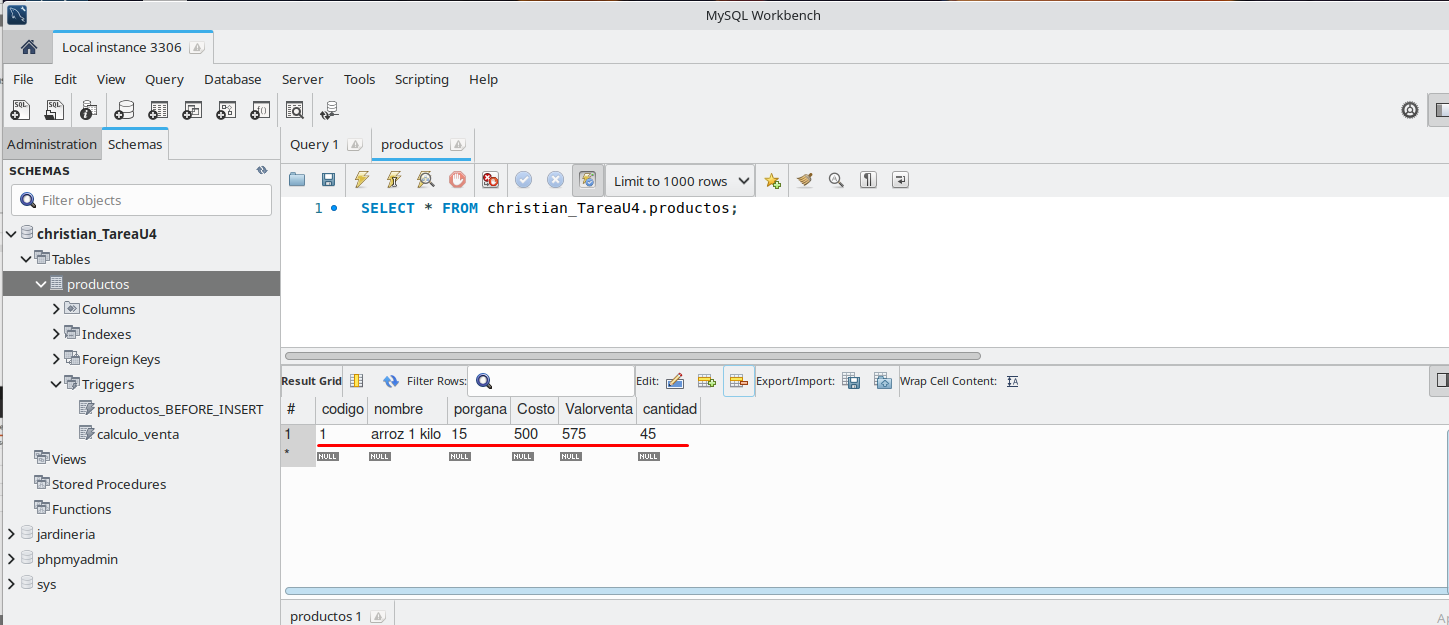 MySQL Workbench
Local instance 3306
File Edit View Query Database Server Tools Scripting Help
Administration Schemas
Query 1 productos
SCHEMAS
Filter objects
christian_TareaU4
Tables
productos
Columns
Indexes
Foreign Keys
Triggers
productos_BEFORE_INSERT
calculo_venta
Views
Stored Procedures
Functions
jardineria
phpmyadmin
sys
Limit to 1000 rows
1 SELECT * FROM christian_TareaU4.productos;
Result Grid Filter Rows: Edit: Export/Import: Wrap Cell Content:
# codigo nombre porgana Costo Valorventa cantidad
1 1 arroz 1 kilo 15 500 575 45
* NULL NULL NULL NULL NULL NULL
productos 1